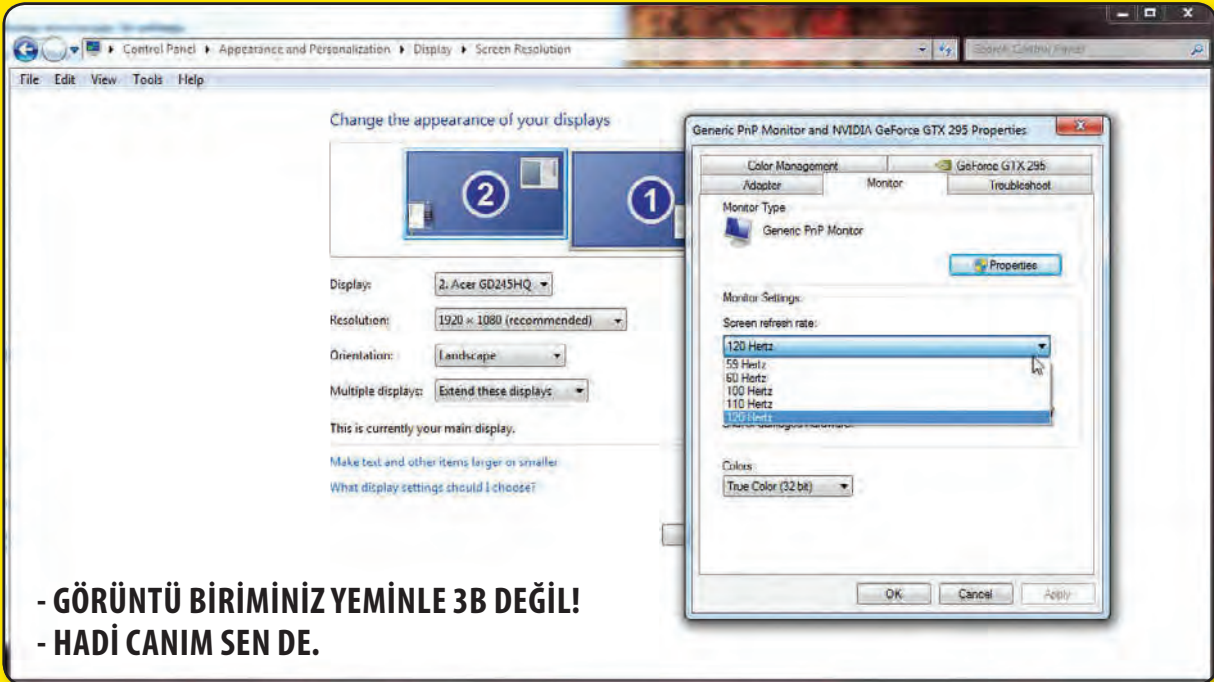 Control Panel ▸ Appearance and Personalization ▸ Display ▸ Screen Resolution
Search Control Panel
File Edit View Tools Help
Change the appearance of your displays
2
1
Display: 2. Acer GD245HQ
Resolution: 1920 × 1080 (recommended)
Orientation: Landscape
Multiple displays: Extend these displays
This is currently your main display.
Make text and other items larger or smaller
What display settings should I choose?
Generic PnP Monitor and NVIDIA GeForce GTX 295 Properties
Color Management
GeForce GTX 295
Adapter
Monitor
Troubleshoot
Monitor Type
Generic PnP Monitor
Properties
Monitor Settings
Screen refresh rate:
120 Hertz
59 Hertz
60 Hertz
100 Hertz
110 Hertz
120 Hertz
damaged hardware.
Colors
True Color (32 bit)
OK
Cancel
Apply
- GÖRÜNTÜ BİRİMİNİZ YEMİNLE 3B DEĞİL!
- HADİ CANIM SEN DE.